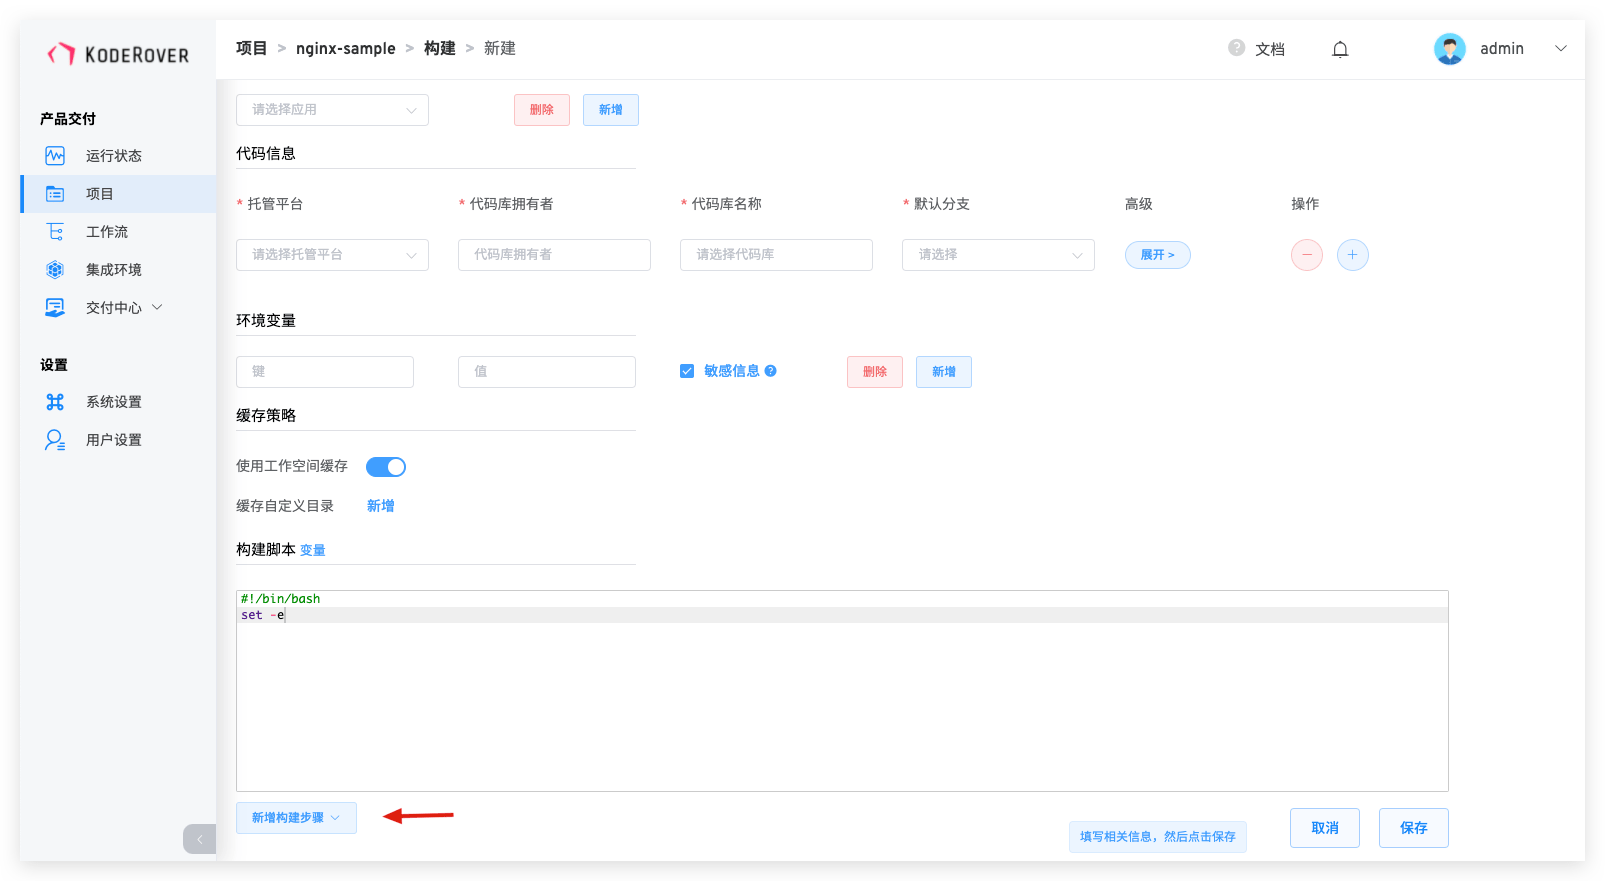 KODEROVER
项目 > nginx-sample > 构建 > 新建
? 文档
admin
产品交付
运行状态
项目
工作流
集成环境
交付中心
设置
系统设置
用户设置
请选择应用
删除
新增
代码信息
* 托管平台
* 代码库拥有者
* 代码库名称
* 默认分支
高级
操作
请选择托管平台
代码库拥有者
请选择代码库
请选择
展开 >
环境变量
键
值
敏感信息 ?
删除
新增
缓存策略
使用工作空间缓存
缓存自定义目录
新增
构建脚本 变量
#!/bin/bash
set -e
新增构建步骤
填写相关信息，然后点击保存
取消
保存